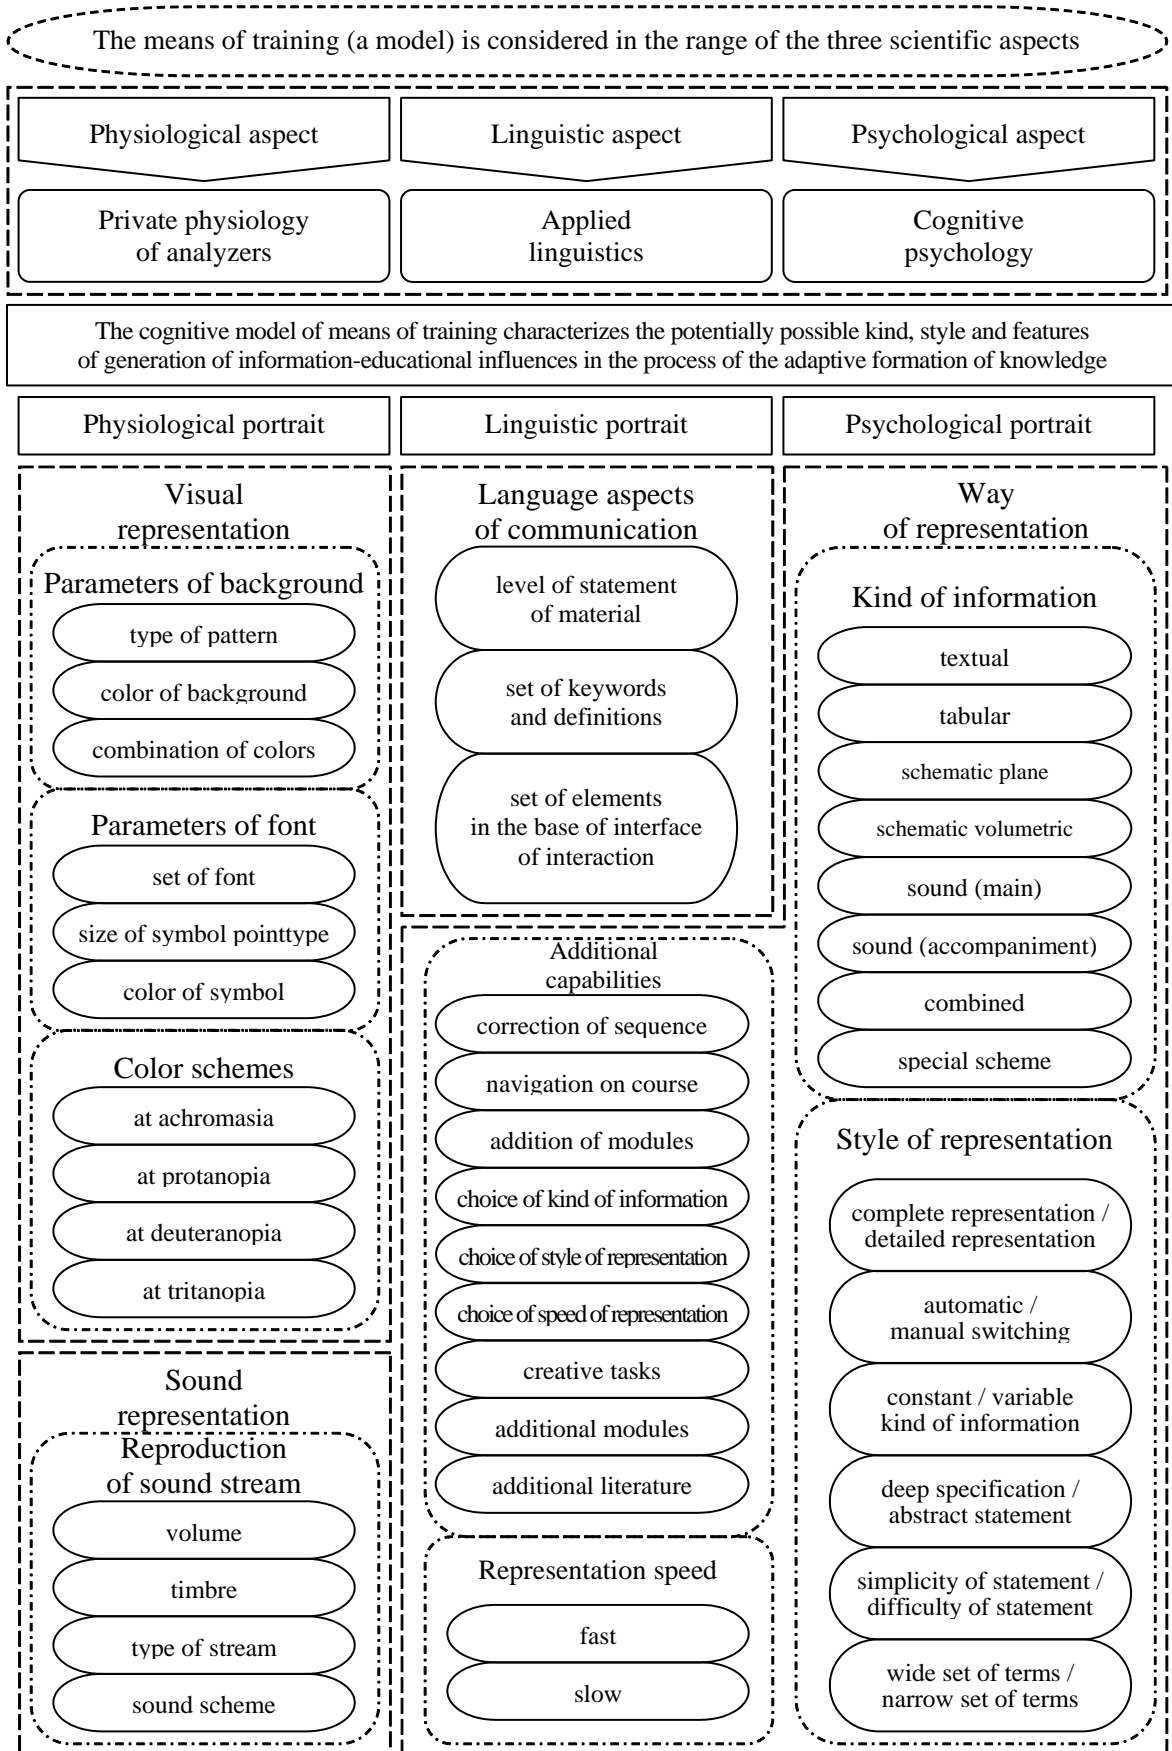 The means of training (a model) is considered in the range of the three scientific aspects
Physiological aspect
Linguistic aspect
Psychological aspect
Private physiology
of analyzers
Applied
linguistics
Cognitive
psychology
The cognitive model of means of training characterizes the potentially possible kind, style and features
of generation of information-educational influences in the process of the adaptive formation of knowledge
Physiological portrait
Linguistic portrait
Psychological portrait
Visual
representation
Parameters of background
type of pattern
color of background
combination of colors
Parameters of font
set of font
size of symbol pointtype
color of symbol
Color schemes
at achromasia
at protanopia
at deuteranopia
at tritanopia
Sound
representation
Reproduction
of sound stream
volume
timbre
type of stream
sound scheme
Language aspects
of communication
level of statement
of material
set of keywords
and definitions
set of elements
in the base of interface
of interaction
Additional
capabilities
correction of sequence
navigation on course
addition of modules
choice of kind of information
choice of style of representation
choice of speed of representation
creative tasks
additional modules
additional literature
Representation speed
fast
slow
Way
of representation
Kind of information
textual
tabular
schematic plane
schematic volumetric
sound (main)
sound (accompaniment)
combined
special scheme
Style of representation
complete representation /
detailed representation
automatic /
manual switching
constant / variable
kind of information
deep specification /
abstract statement
simplicity of statement /
difficulty of statement
wide set of terms /
narrow set of terms